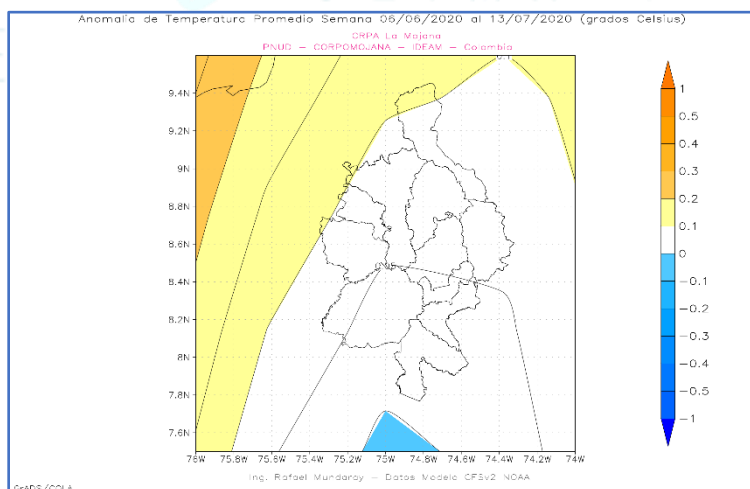 Anomalía de Temperatura Promedio Semana 06/06/2020 al 13/07/2020 (grados Celsius)
CRPA La Mojana
PNUD – CORPOMOJANA – IDEAM – Colombia
9.4N
9.2N
9N
8.8N
8.6N
8.4N
8.2N
8N
7.8N
7.6N
76W 75.8W 75.6W 75.4W 75.2W 75W 74.8W 74.6W 74.4W 74.2W 74W
1
0.5
0.4
0.3
0.2
0.1
0
−0.1
−0.2
−0.3
−0.4
−0.5
−1
Ing. Rafael Mundaray – Datos Modelo CFSv2 NOAA
GrADS/COLA